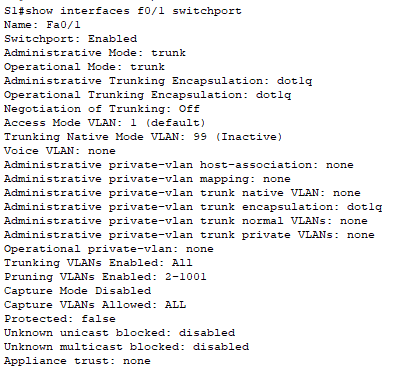 S1#show interfaces f0/1 switchport
Name: Fa0/1
Switchport: Enabled
Administrative Mode: trunk
Operational Mode: trunk
Administrative Trunking Encapsulation: dot1q
Operational Trunking Encapsulation: dot1q
Negotiation of Trunking: Off
Access Mode VLAN: 1 (default)
Trunking Native Mode VLAN: 99 (Inactive)
Voice VLAN: none
Administrative private-vlan host-association: none
Administrative private-vlan mapping: none
Administrative private-vlan trunk native VLAN: none
Administrative private-vlan trunk encapsulation: dot1q
Administrative private-vlan trunk normal VLANs: none
Administrative private-vlan trunk private VLANs: none
Operational private-vlan: none
Trunking VLANs Enabled: All
Pruning VLANs Enabled: 2-1001
Capture Mode Disabled
Capture VLANs Allowed: ALL
Protected: false
Unknown unicast blocked: disabled
Unknown multicast blocked: disabled
Appliance trust: none